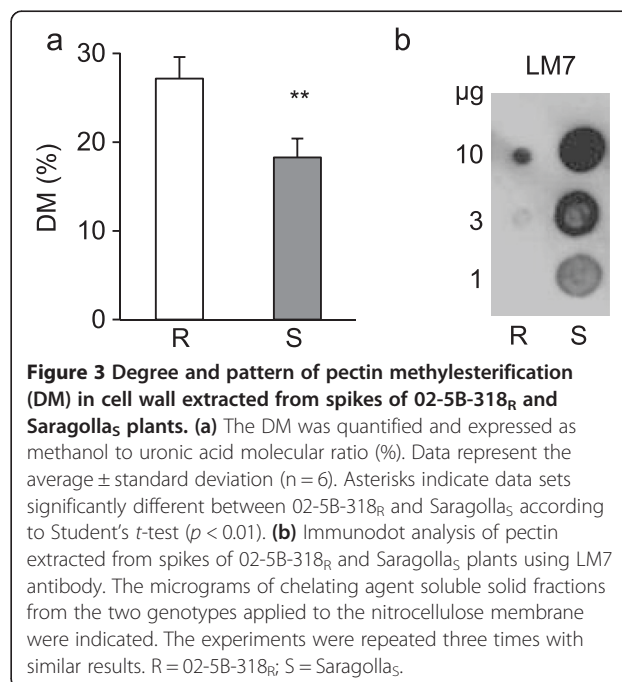 a
b
30
20
10
0
DM (%)
**
R
S
LM7
µg
10
3
1
R
S
Figure 3 Degree and pattern of pectin methylesterification
(DM) in cell wall extracted from spikes of 02-5B-318R and
SaragollaS plants. (a) The DM was quantified and expressed as
methanol to uronic acid molecular ratio (%). Data represent the
average ± standard deviation (n = 6). Asterisks indicate data sets
significantly different between 02-5B-318R and SaragollaS according
to Student's t-test (p < 0.01). (b) Immunodot analysis of pectin
extracted from spikes of 02-5B-318R and SaragollaS plants using LM7
antibody. The micrograms of chelating agent soluble solid fractions
from the two genotypes applied to the nitrocellulose membrane
were indicated. The experiments were repeated three times with
similar results. R = 02-5B-318R; S = SaragollaS.